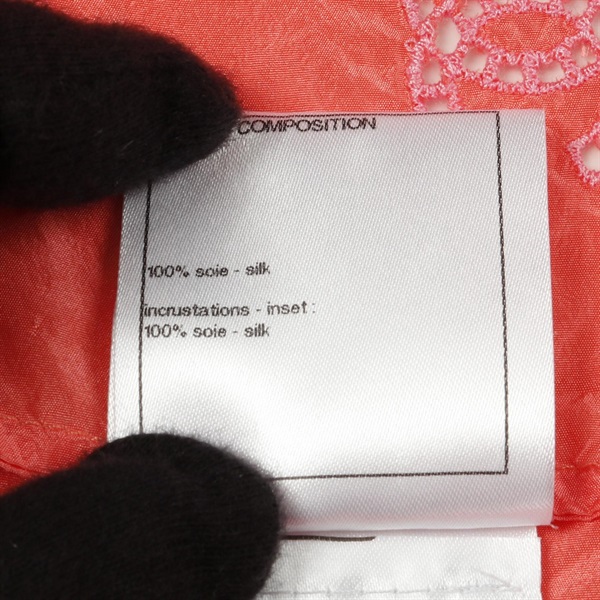 COMPOSITION
100% soie - silk
incrustations - inset :
100% soie - silk